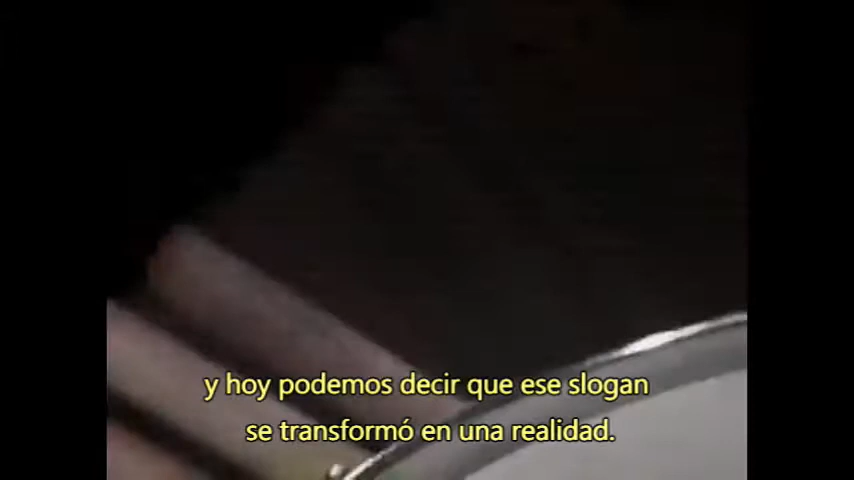 y hoy podemos decir que ese slogan
se transformó en una realidad.